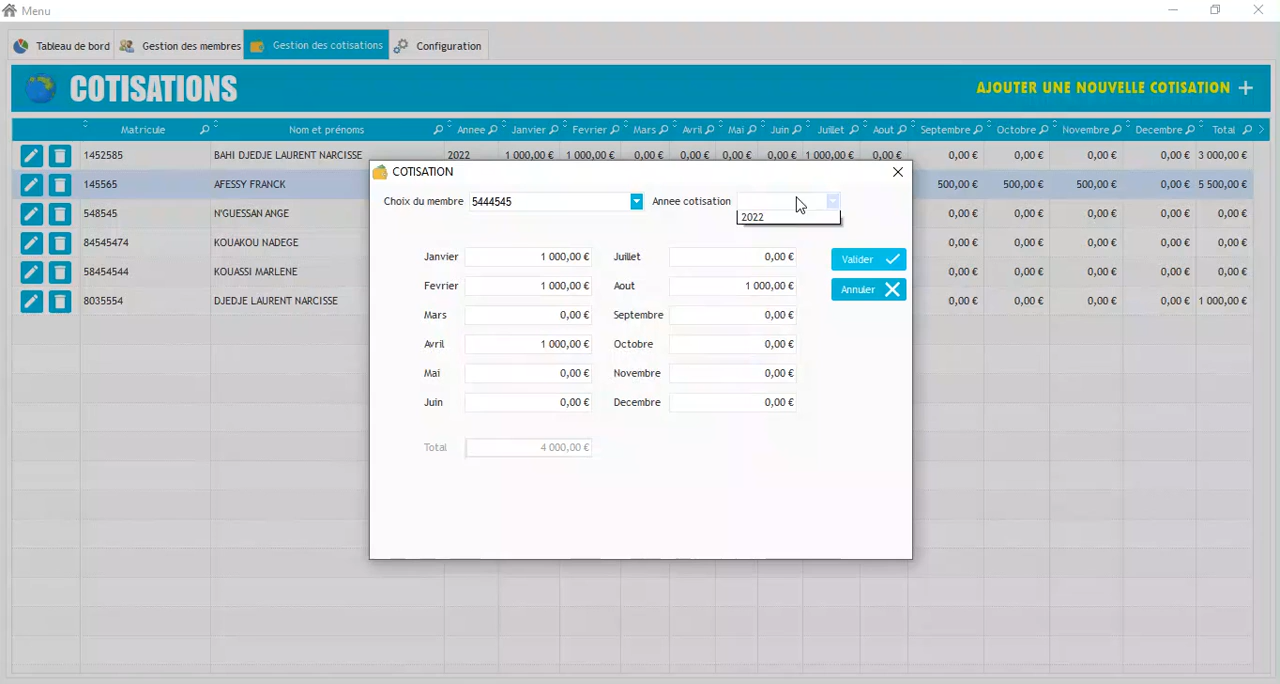 Menu
Tableau de bord Gestion des membres Gestion des cotisations Configuration
COTISATIONS AJOUTER UNE NOUVELLE COTISATION
Matricule Nom et prénoms Annee Janvier Fevrier Mars Avril Mai Juin Juillet Aout Septembre Octobre Novembre Decembre Total
1452585 BAHI DJEDJE LAURENT NARCISSE 2022 1 000,00 € 1 000,00 € 0,00 € 0,00 € 0,00 € 0,00 € 1 000,00 € 0,00 € 0,00 € 0,00 € 0,00 € 0,00 € 3 000,00 €
145565 AFESSY FRANCK 500,00 € 500,00 € 500,00 € 0,00 € 5 500,00 €
548545 N'GUESSAN ANGE 0,00 € 0,00 € 0,00 € 0,00 € 0,00 €
84545474 KOUAKOU NADEGE 0,00 € 0,00 € 0,00 € 0,00 € 0,00 €
58454544 KOUASSI MARLENE 0,00 € 0,00 € 0,00 € 0,00 € 0,00 €
8035554 DJEDJE LAURENT NARCISSE 0,00 € 0,00 € 0,00 € 0,00 € 1 000,00 €
COTISATION
Choix du membre 5444545 Annee cotisation
2022
Janvier 1 000,00 € Juillet 0,00 € Valider
Fevrier 1 000,00 € Aout 1 000,00 € Annuler
Mars 0,00 € Septembre 0,00 €
Avril 1 000,00 € Octobre 0,00 €
Mai 0,00 € Novembre 0,00 €
Juin 0,00 € Decembre 0,00 €
Total 4 000,00 €